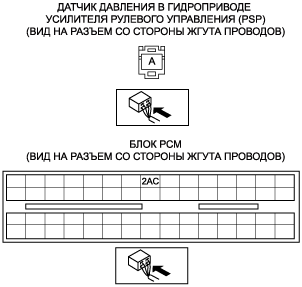 ДАТЧИК ДАВЛЕНИЯ В ГИДРОПРИВОДЕ
УСИЛИТЕЛЯ РУЛЕВОГО УПРАВЛЕНИЯ (PSP)
(ВИД НА РАЗЪЕМ СО СТОРОНЫ ЖГУТА ПРОВОДОВ)
A
БЛОК PCM
(ВИД НА РАЗЪЕМ СО СТОРОНЫ ЖГУТА ПРОВОДОВ)
2AC